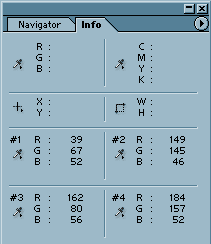 Navigator Info
R : C :
G : M :
B : Y :
K :
X : W :
Y : H :
#1 R : 39 #2 R : 149
G : 67 G : 145
B : 52 B : 46
#3 R : 162 #4 R : 184
G : 80 G : 157
B : 56 B : 52